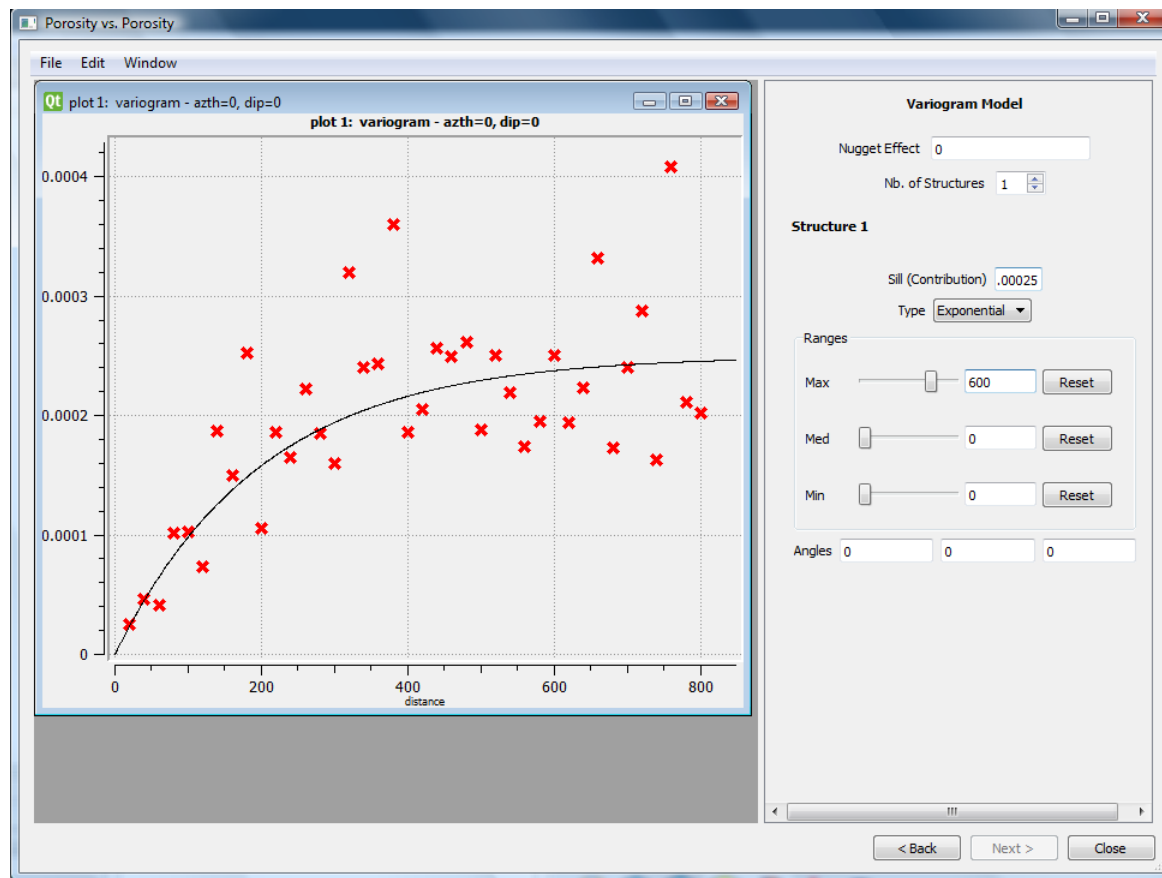 Porosity vs. Porosity
File Edit Window
plot 1: variogram - azth=0, dip=0
plot 1: variogram - azth=0, dip=0
0.0004
0.0003
0.0002
0.0001
0
0 200 400 600 800
distance
Variogram Model
Nugget Effect 0
Nb. of Structures 1
Structure 1
Sill (Contribution) .00025
Type Exponential
Ranges
Max 600 Reset
Med 0 Reset
Min 0 Reset
Angles 0 0 0
< Back Next > Close